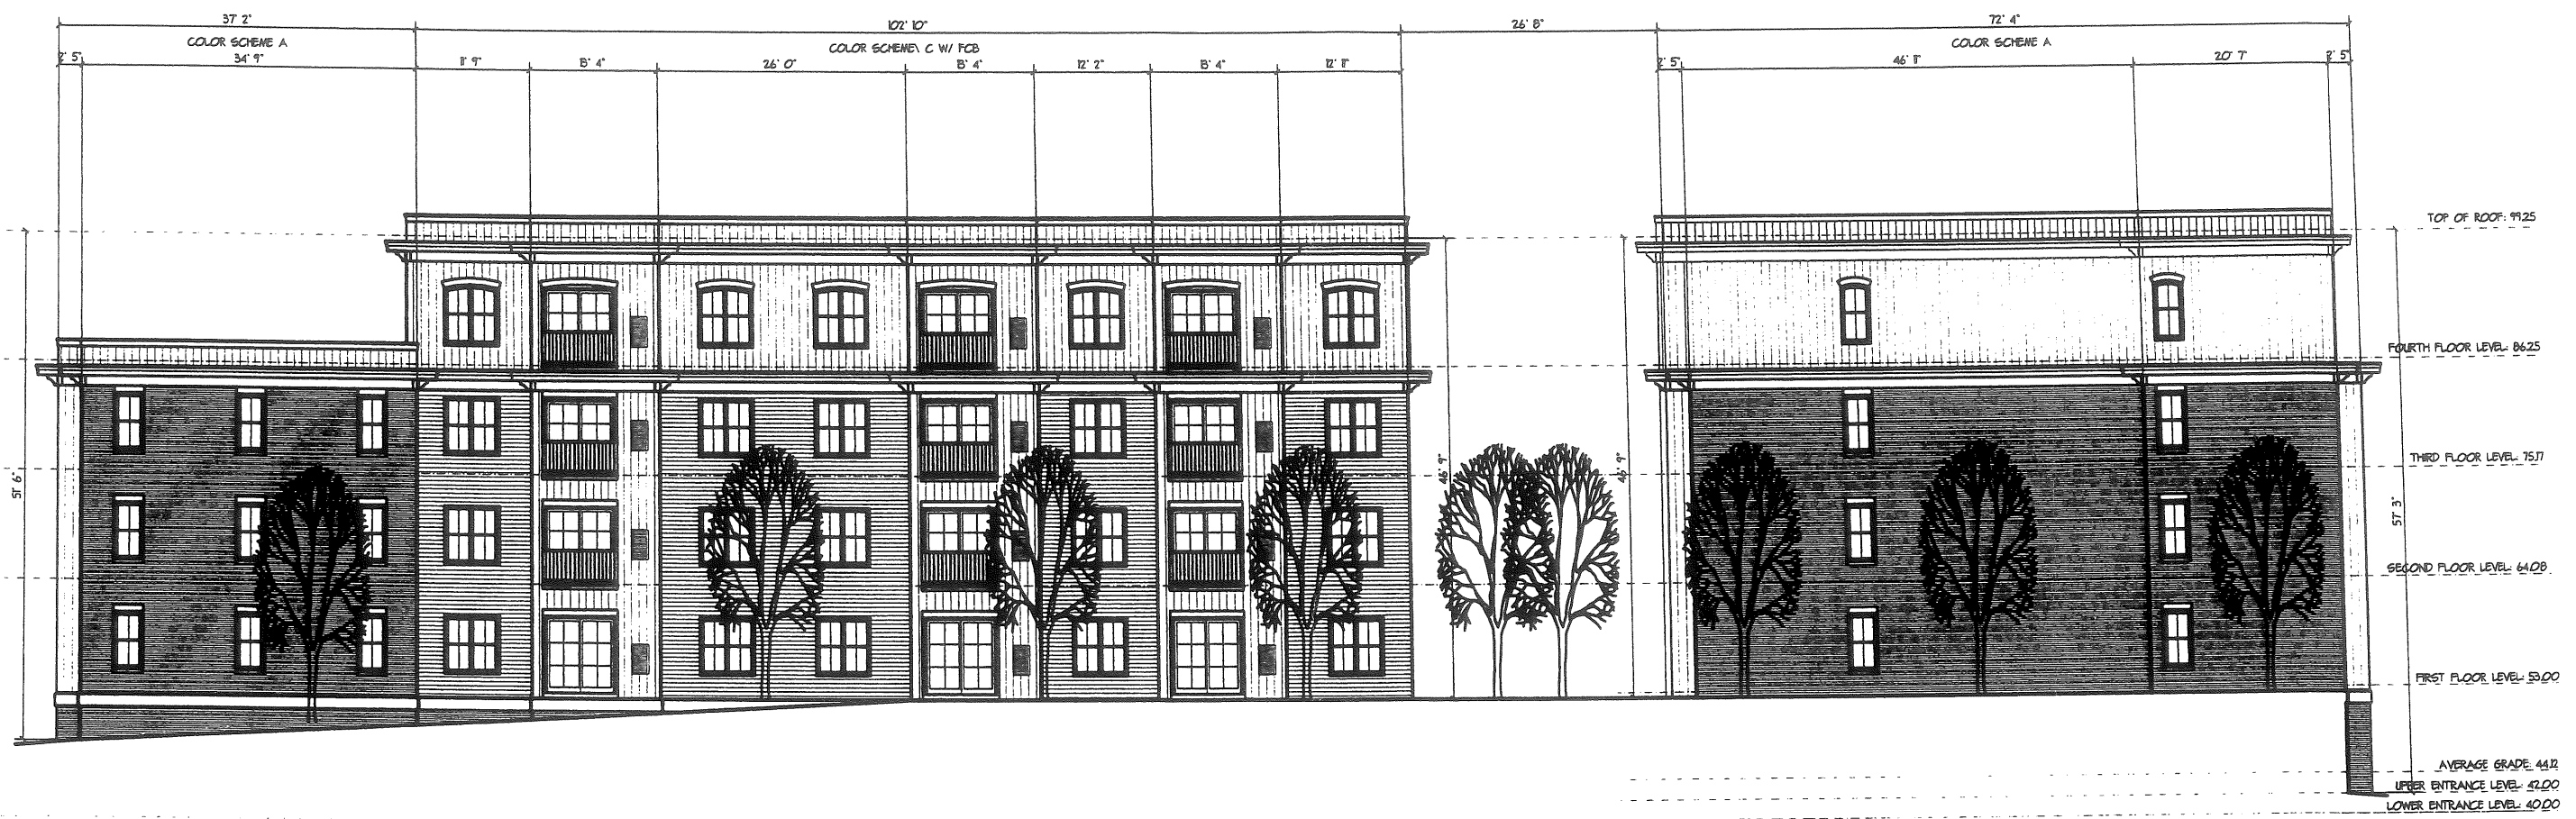 37' 2"
102' 10"
26' 8"
72' 4"
COLOR SCHEME A
COLOR SCHEME C W/ FCB
COLOR SCHEME A
2' 5"
34' 9"
11' 9"
13' 4"
26' 0"
13' 4"
12' 2"
13' 4"
12' 11"
2' 5"
46' 11"
20' 7"
2' 5"
TOP OF ROOF: 99.25
FOURTH FLOOR LEVEL: 86.25
THIRD FLOOR LEVEL: 75.17
46' 9"
46' 9"
57' 6"
57' 3"
SECOND FLOOR LEVEL: 64.08
FIRST FLOOR LEVEL: 53.00
AVERAGE GRADE: 44.12
UPPER ENTRANCE LEVEL: 42.00
LOWER ENTRANCE LEVEL: 40.00